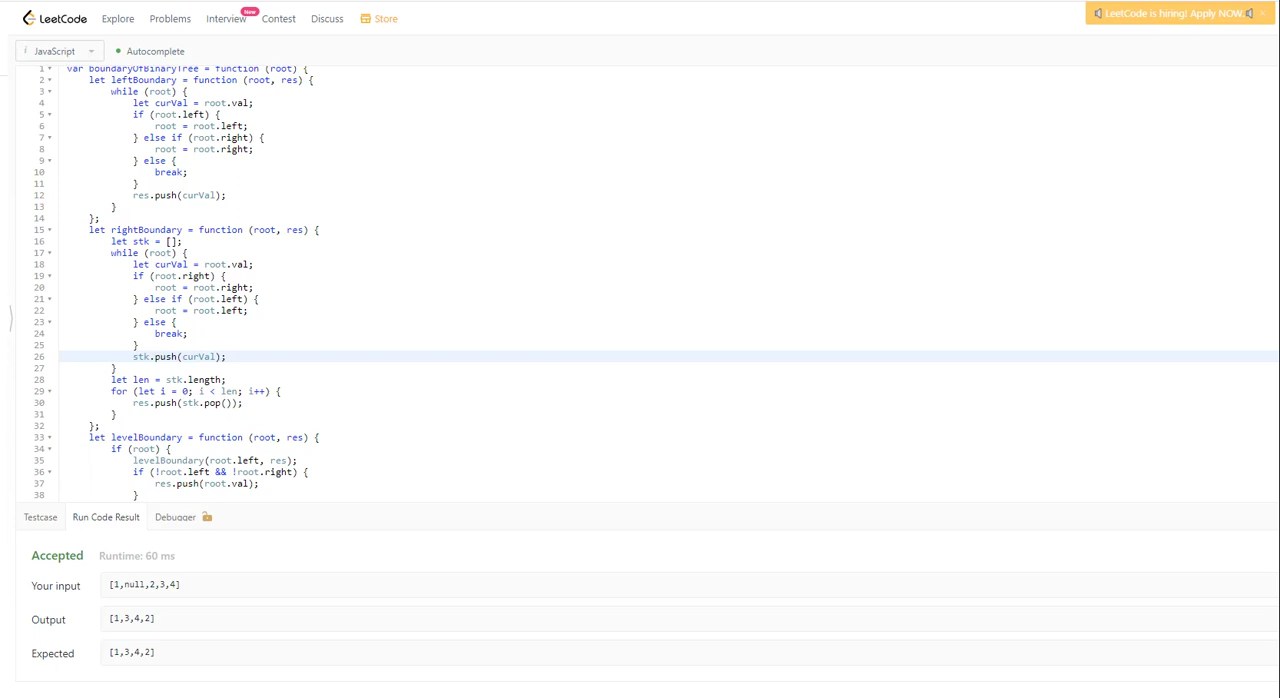 LeetCode Explore Problems Interview New Contest Discuss Store
LeetCode is hiring! Apply NOW.
i JavaScript Autocomplete
1 var boundaryOfBinaryTree = function (root) {
2 let leftBoundary = function (root, res) {
3 while (root) {
4 let curVal = root.val;
5 if (root.left) {
6 root = root.left;
7 } else if (root.right) {
8 root = root.right;
9 } else {
10 break;
11 }
12 res.push(curVal);
13 }
14 };
15 let rightBoundary = function (root, res) {
16 let stk = [];
17 while (root) {
18 let curVal = root.val;
19 if (root.right) {
20 root = root.right;
21 } else if (root.left) {
22 root = root.left;
23 } else {
24 break;
25 }
26 stk.push(curVal);
27 }
28 let len = stk.length;
29 for (let i = 0; i < len; i++) {
30 res.push(stk.pop());
31 }
32 };
33 let levelBoundary = function (root, res) {
34 if (root) {
35 levelBoundary(root.left, res);
36 if (!root.left && !root.right) {
37 res.push(root.val);
38 }
Testcase Run Code Result Debugger
Accepted Runtime: 60 ms
Your input [1,null,2,3,4]
Output [1,3,4,2]
Expected [1,3,4,2]